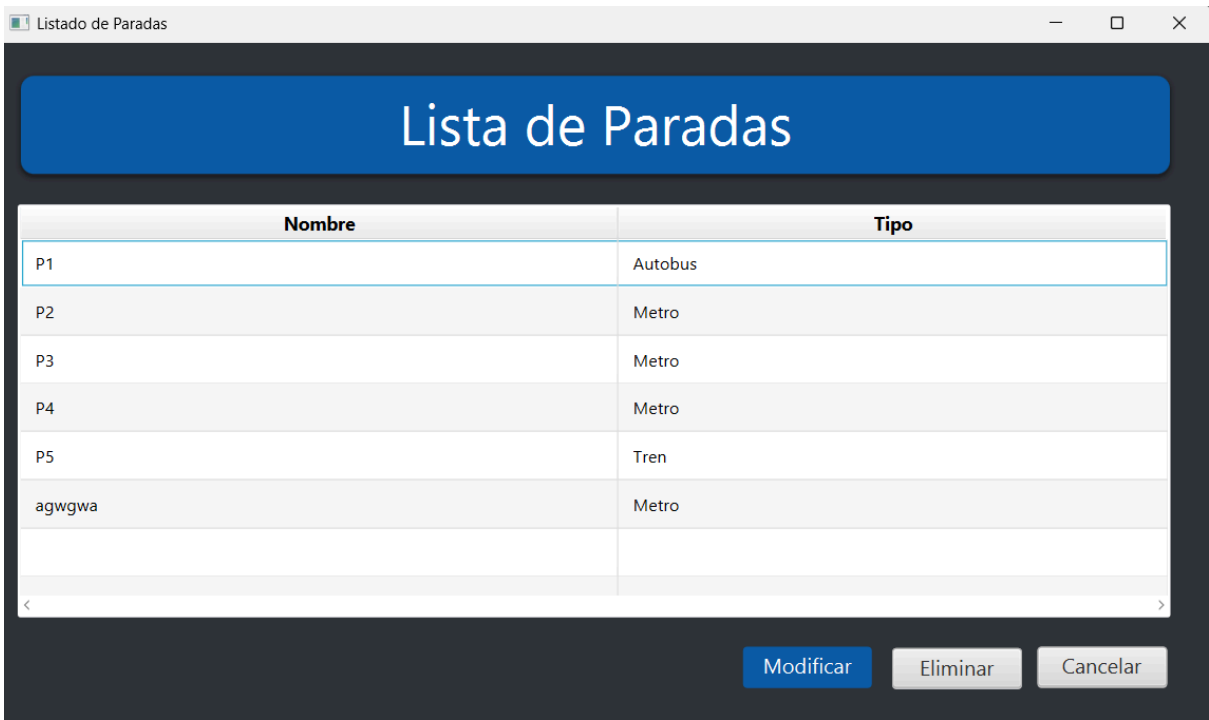 Listado de Paradas
Lista de Paradas
Nombre Tipo
P1 Autobus
P2 Metro
P3 Metro
P4 Metro
P5 Tren
agwgwa Metro
Modificar Eliminar Cancelar